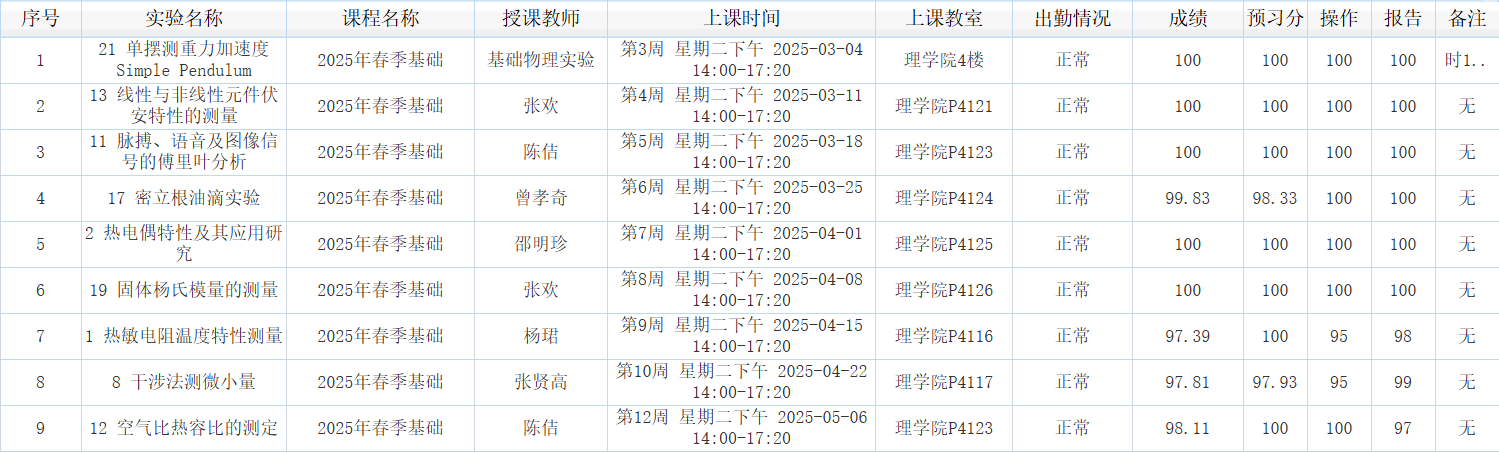 序号 实验名称 课程名称 授课教师 上课时间 上课教室 出勤情况 成绩 预习分 操作 报告 备注
1 21 单摆测重力加速度 Simple Pendulum 2025年春季基础 基础物理实验 第3周 星期二下午 2025-03-04 14:00-17:20 理学院4楼 正常 100 100 100 100 时1..
2 13 线性与非线性元件伏安特性的测量 2025年春季基础 张欢 第4周 星期二下午 2025-03-11 14:00-17:20 理学院P4121 正常 100 100 100 100 无
3 11 脉搏、语音及图像信号的傅里叶分析 2025年春季基础 陈佶 第5周 星期二下午 2025-03-18 14:00-17:20 理学院P4123 正常 100 100 100 100 无
4 17 密立根油滴实验 2025年春季基础 曾孝奇 第6周 星期二下午 2025-03-25 14:00-17:20 理学院P4124 正常 99.83 98.33 100 100 无
5 2 热电偶特性及其应用研究 2025年春季基础 邵明珍 第7周 星期二下午 2025-04-01 14:00-17:20 理学院P4125 正常 100 100 100 100 无
6 19 固体杨氏模量的测量 2025年春季基础 张欢 第8周 星期二下午 2025-04-08 14:00-17:20 理学院P4126 正常 100 100 100 100 无
7 1 热敏电阻温度特性测量 2025年春季基础 杨珺 第9周 星期二下午 2025-04-15 14:00-17:20 理学院P4116 正常 97.39 100 95 98 无
8 8 干涉法测微小量 2025年春季基础 张贤高 第10周 星期二下午 2025-04-22 14:00-17:20 理学院P4117 正常 97.81 97.93 95 99 无
9 12 空气比热容比的测定 2025年春季基础 陈佶 第12周 星期二下午 2025-05-06 14:00-17:20 理学院P4123 正常 98.11 100 100 97 无